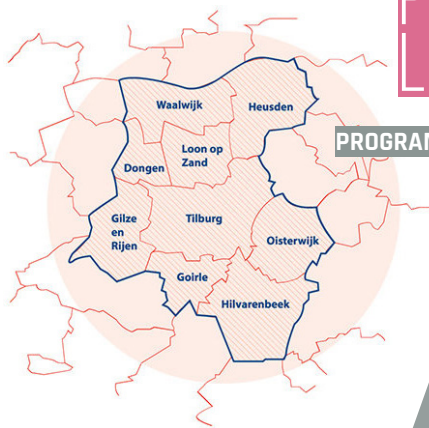 Waalwijk
Heusden
PROGRAM
Loon op
Zand
Dongen
Gilze
en
Rijen
Tilburg
Oisterwijk
Goirle
Hilvarenbeek